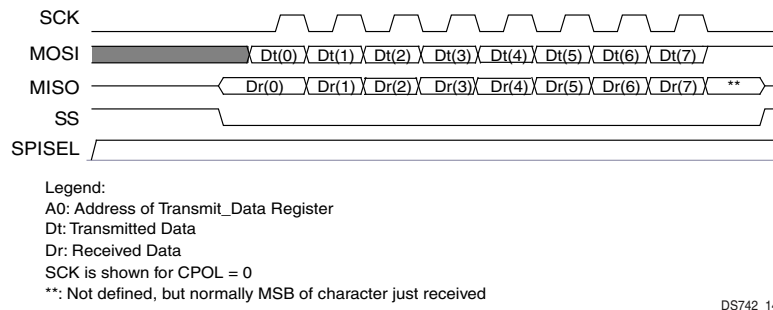 SCK
MOSI Dt(0) Dt(1) Dt(2) Dt(3) Dt(4) Dt(5) Dt(6) Dt(7)
MISO Dr(0) Dr(1) Dr(2) Dr(3) Dr(4) Dr(5) Dr(6) Dr(7) **
SS
SPISEL
Legend:
A0: Address of Transmit_Data Register
Dt: Transmitted Data
Dr: Received Data
SCK is shown for CPOL = 0
**: Not defined, but normally MSB of character just received
DS742_14